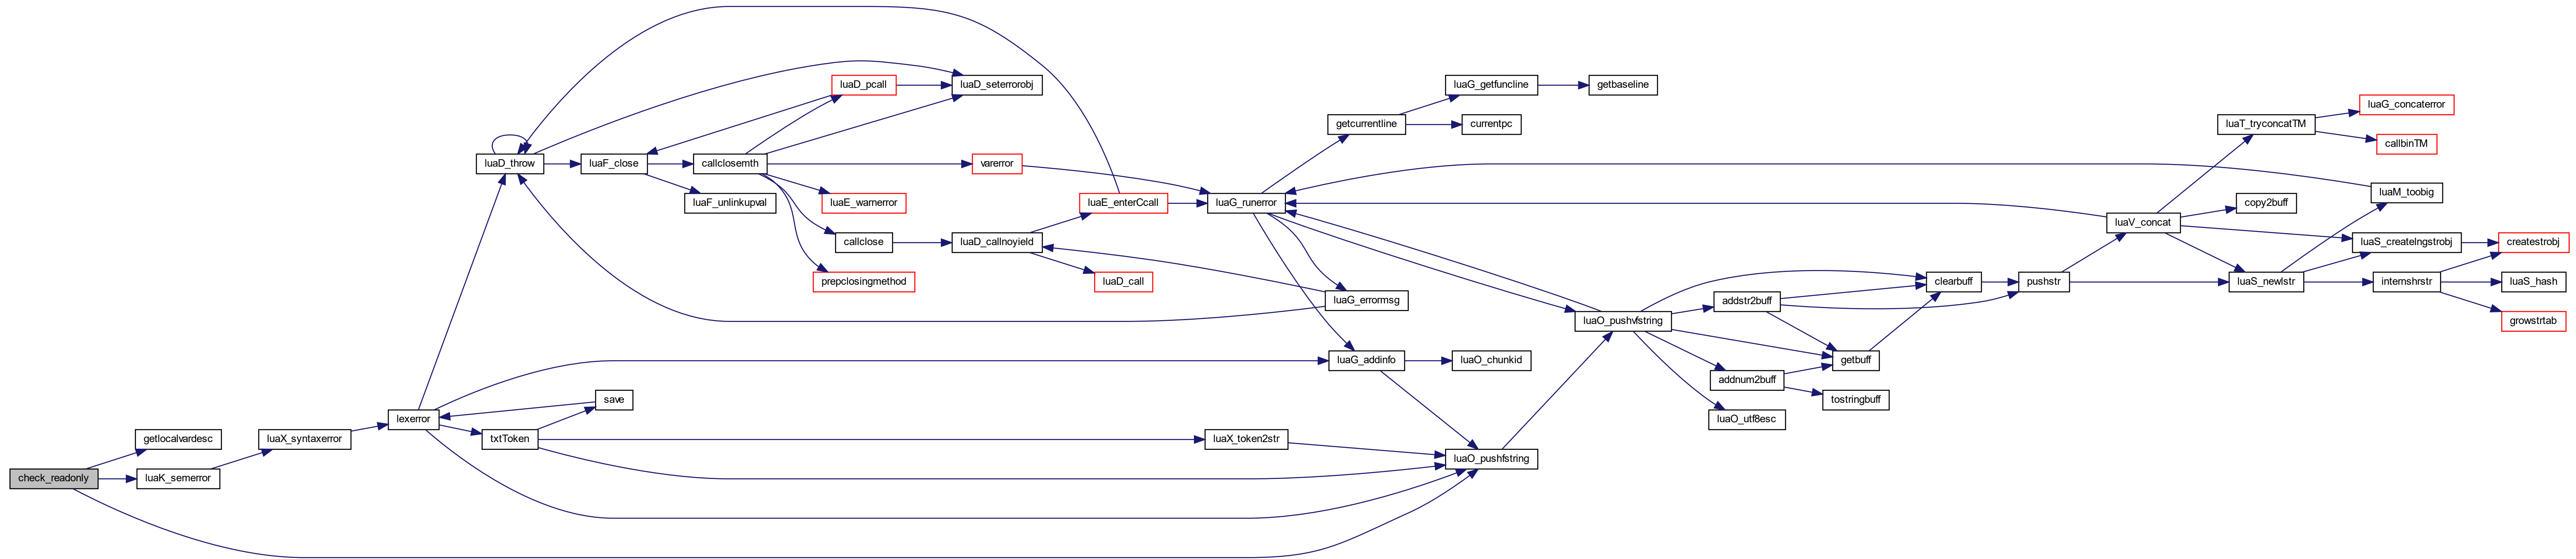 check_readonly
getlocalvardesc
luaK_semerror
luaX_syntaxerror
lexerror
luaD_throw
txtToken
luaF_close
save
luaF_unlinkupval
callclosemth
luaD_pcall
luaE_warnerror
callclose
prepclosingmethod
luaD_seterrorobj
varerror
luaD_callnoyield
luaE_enterCcall
luaD_call
luaG_runerror
luaX_token2str
getcurrentline
luaG_errormsg
luaG_addinfo
luaG_getfuncline
currentpc
luaO_chunkid
luaO_pushfstring
getbaseline
luaO_pushvfstring
addstr2buff
addnum2buff
luaO_utf8esc
getbuff
tostringbuff
clearbuff
pushstr
luaV_concat
luaT_tryconcatTM
copy2buff
luaS_newlstr
luaG_concaterror
callbinTM
luaM_toobig
luaS_createlngstrobj
internshrstr
createstrobj
luaS_hash
growstrtab